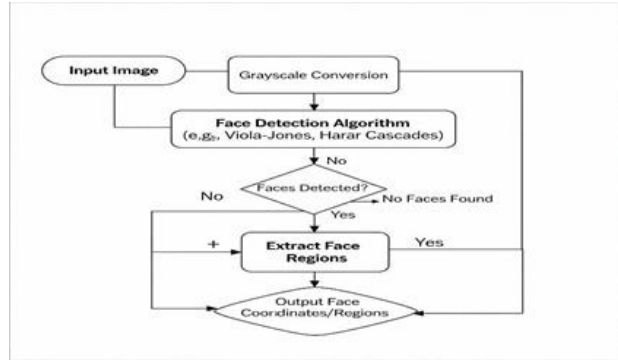 Input Image
Grayscale Conversion
Face Detection Algorithm
(e,g., Viola-Jones, Harar Cascades)
No
Faces Detected?
No
No Faces Found
Yes
+
Extract Face
Regions
Yes
Output Face
Coordinates/Regions